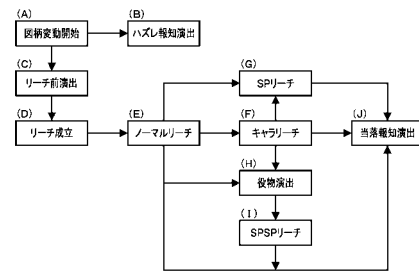 (A)
図柄変動開始
(B)
ハズレ報知演出
(C)
リーチ前演出
(D)
リーチ成立
(E)
ノーマルリーチ
(F)
キャラリーチ
(G)
SPリーチ
(H)
役物演出
(I)
SPSPリーチ
(J)
当落報知演出